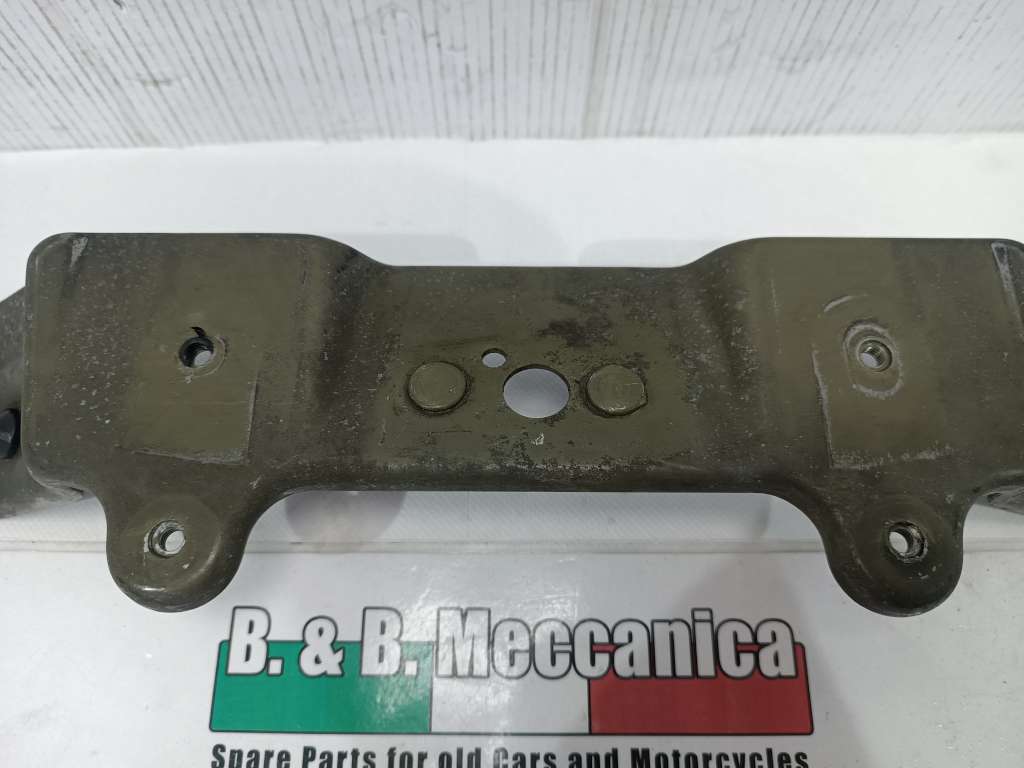 B. & B. Meccanica
Spare Parts for old Cars and Motorcycles